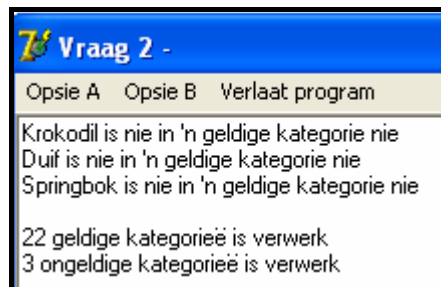 Vraag 2 -
Opsie A Opsie B Verlaat program
Krokodil is nie in 'n geldige kategorie nie
Duif is nie in 'n geldige kategorie nie
Springbok is nie in 'n geldige kategorie nie
22 geldige kategorieë is verwerk
3 ongeldige kategorieë is verwerk